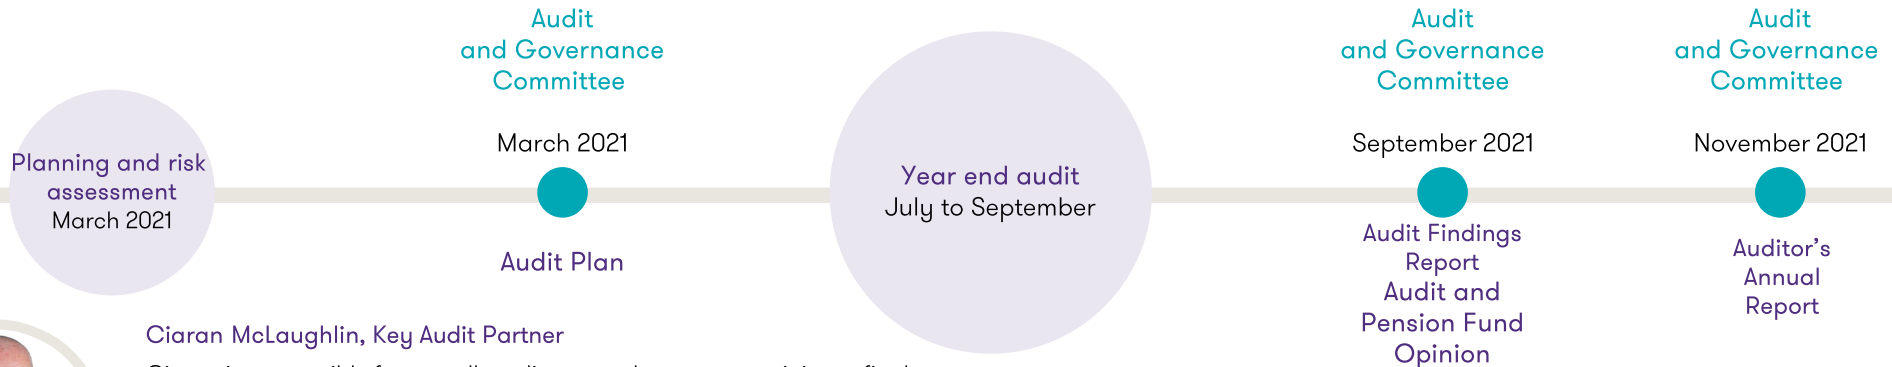 Planning and risk
assessment
March 2021
Audit
and Governance
Committee
March 2021
Audit Plan
Year end audit
July to September
Audit
and Governance
Committee
September 2021
Audit Findings
Report
Audit and
Pension Fund
Opinion
Audit
and Governance
Committee
November 2021
Auditor’s
Annual
Report
Ciaran McLaughlin, Key Audit Partner